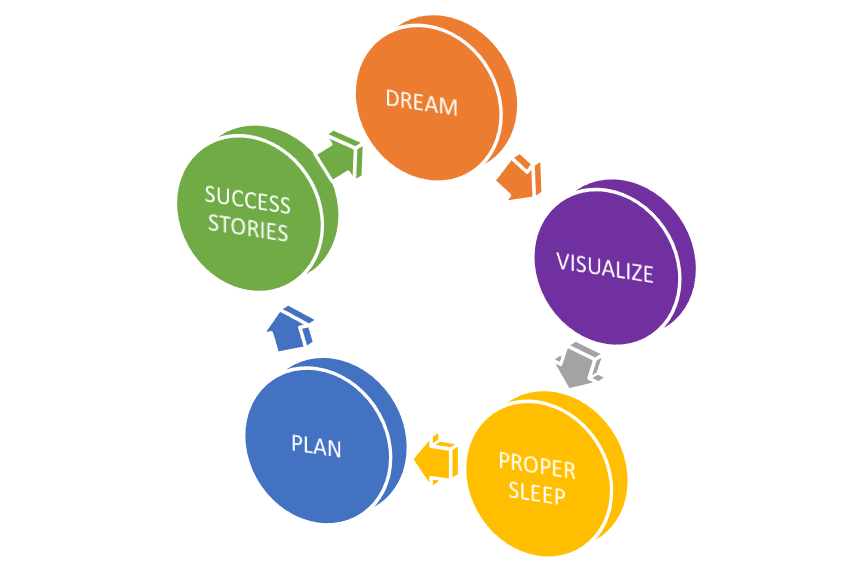 DREAM
VISUALIZE
PROPER
SLEEP
PLAN
SUCCESS
STORIES